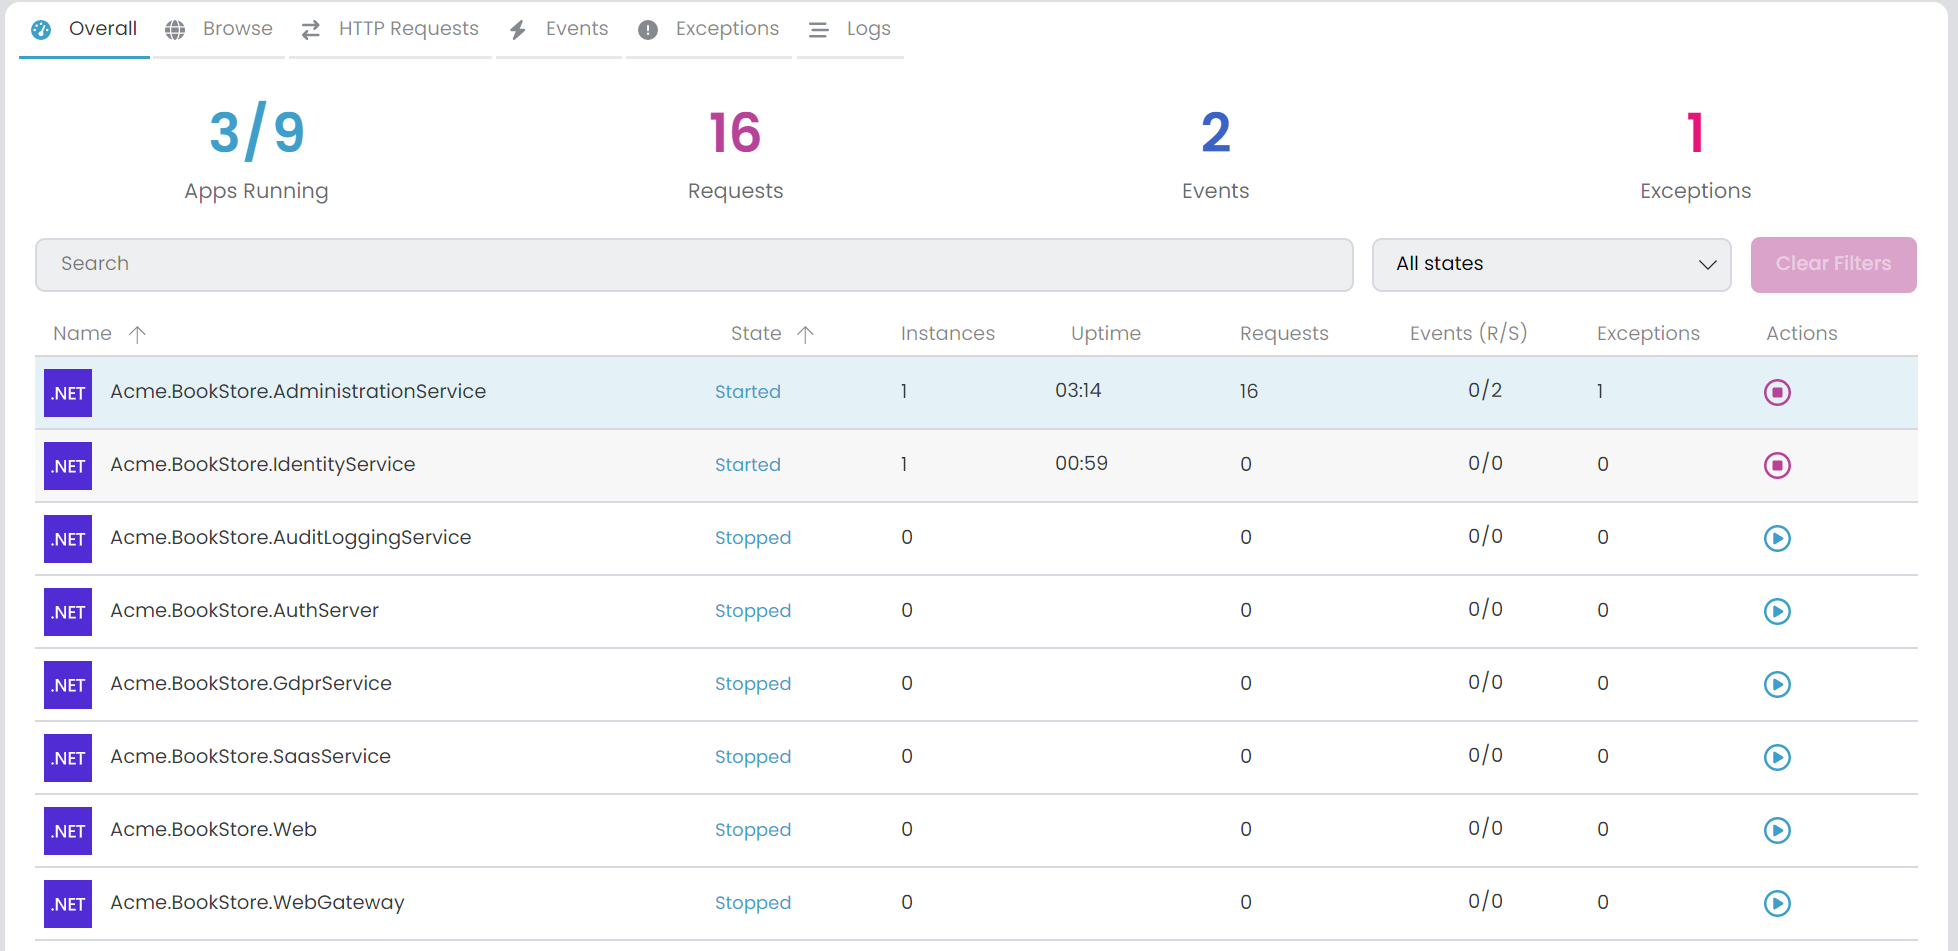 Overall Browse HTTP Requests Events Exceptions Logs
3/9 16 2 1
Apps Running Requests Events Exceptions
Search All states Clear Filters
Name State Instances Uptime Requests Events (R/S) Exceptions Actions
.NET Acme.BookStore.AdministrationService Started 1 03:14 16 0/2 1
.NET Acme.BookStore.IdentityService Started 1 00:59 0 0/0 0
.NET Acme.BookStore.AuditLoggingService Stopped 0 0 0/0 0
.NET Acme.BookStore.AuthServer Stopped 0 0 0/0 0
.NET Acme.BookStore.GdprService Stopped 0 0 0/0 0
.NET Acme.BookStore.SaasService Stopped 0 0 0/0 0
.NET Acme.BookStore.Web Stopped 0 0 0/0 0
.NET Acme.BookStore.WebGateway Stopped 0 0 0/0 0